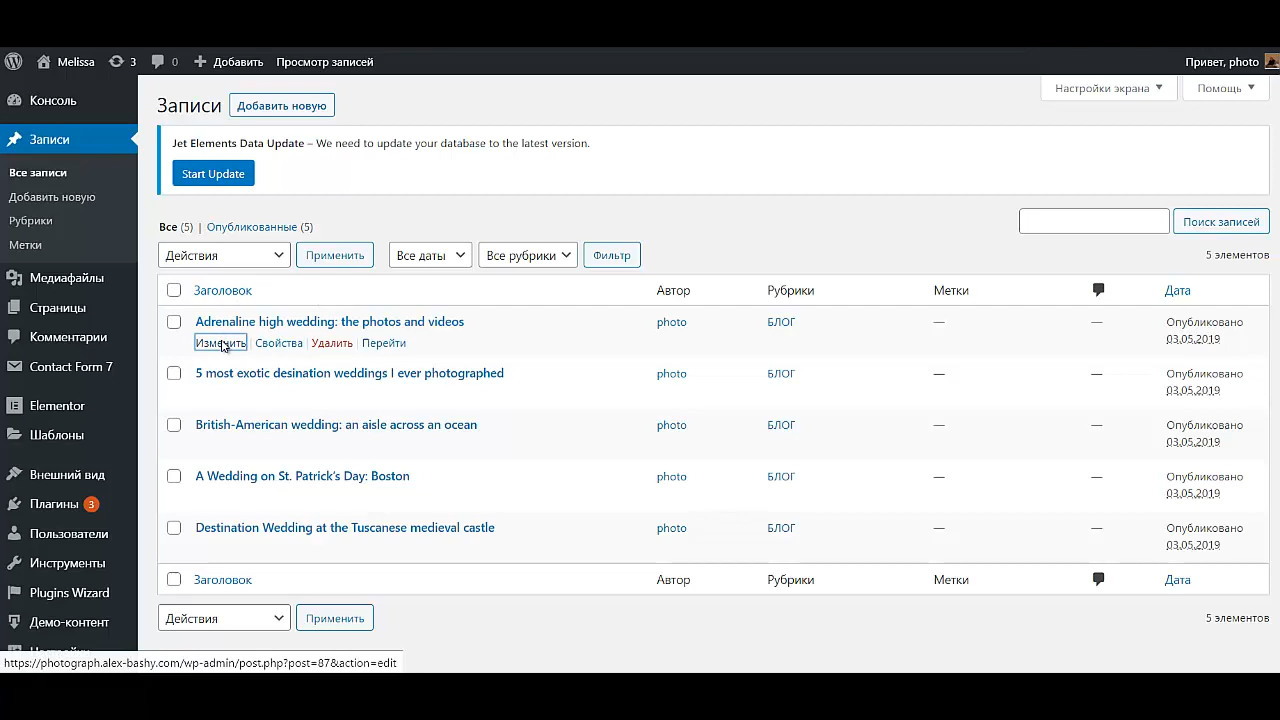 Melissa 3 0 Добавить Просмотр записей Привет, photo
Настройки экрана Помощь
Консоль
Записи
Все записи
Добавить новую
Рубрики
Метки
Медиафайлы
Страницы
Комментарии
Contact Form 7
Elementor
Шаблоны
Внешний вид
Плагины 3
Пользователи
Инструменты
Plugins Wizard
Демо-контент
Записи Добавить новую
Jet Elements Data Update – We need to update your database to the latest version.
Start Update
Все (5) | Опубликованные (5)
Поиск записей
Действия Применить Все даты Все рубрики Фильтр
5 элементов
Заголовок Автор Рубрики Метки Дата
Adrenaline high wedding: the photos and videos photo БЛОГ — — Опубликовано
03.05.2019
Изменить | Свойства | Удалить | Перейти
5 most exotic desination weddings I ever photographed photo БЛОГ — — Опубликовано
03.05.2019
British-American wedding: an aisle across an ocean photo БЛОГ — — Опубликовано
03.05.2019
A Wedding on St. Patrick’s Day: Boston photo БЛОГ — — Опубликовано
03.05.2019
Destination Wedding at the Tuscanese medieval castle photo БЛОГ — — Опубликовано
03.05.2019
Заголовок Автор Рубрики Метки Дата
Действия Применить
5 элементов
https://photograph.alex-bashy.com/wp-admin/post.php?post=87&action=edit